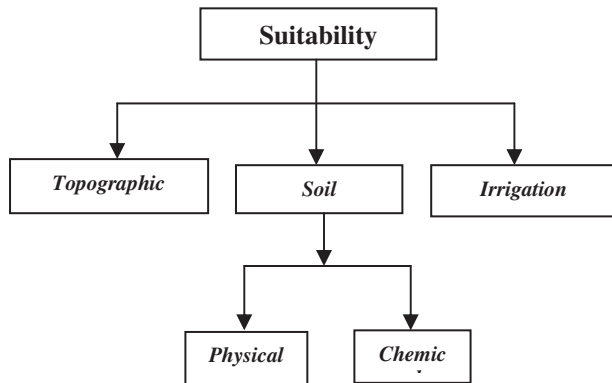 Suitability
Topographic
Soil
Irrigation
Physical
Chemic